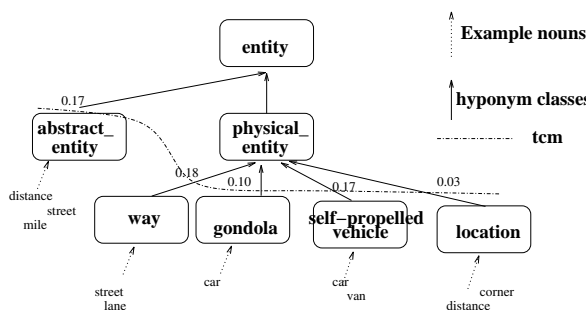 entity
Example nouns
hyponym classes
tcm
0.17
abstract_
entity
physical_
entity
0.18
0.10
0.17
0.03
distance
street
mile
way
gondola
self-propelled
vehicle
location
street
lane
car
car
van
corner
distance